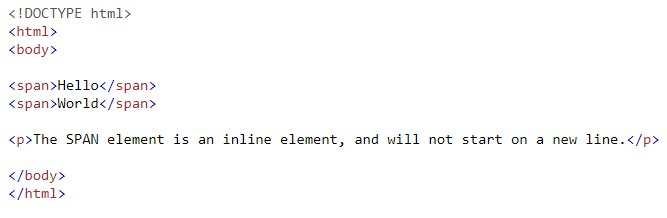 <!DOCTYPE html>
<html>
<body>
<span>Hello</span>
<span>World</span>
<p>The SPAN element is an inline element, and will not start on a new line.</p>
</body>
</html>